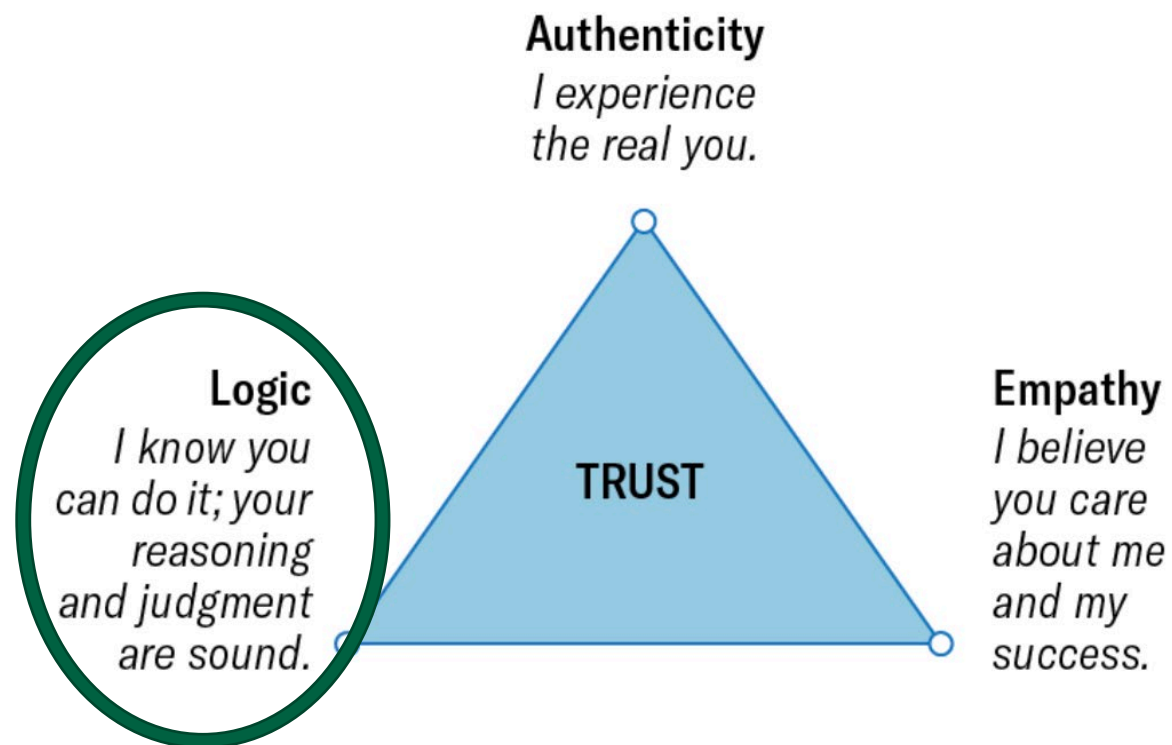 Authenticity
I experience
the real you.
Logic
I know you
can do it; your
reasoning
and judgment
are sound.
TRUST
Empathy
I believe
you care
about me
and my
success.